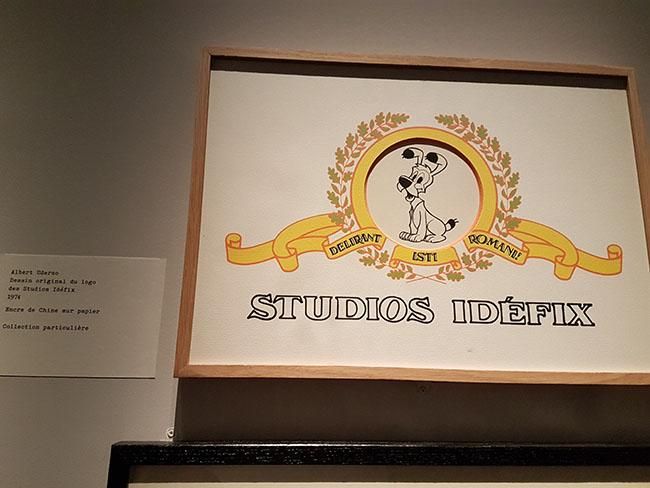 Albert Uderzo
Dessin original du logo
des Studios Idéfix
1974
Encre de Chine sur papier
Collection particulière
DELIRANT ISTI ROMANI!
STUDIOS IDÉFIX